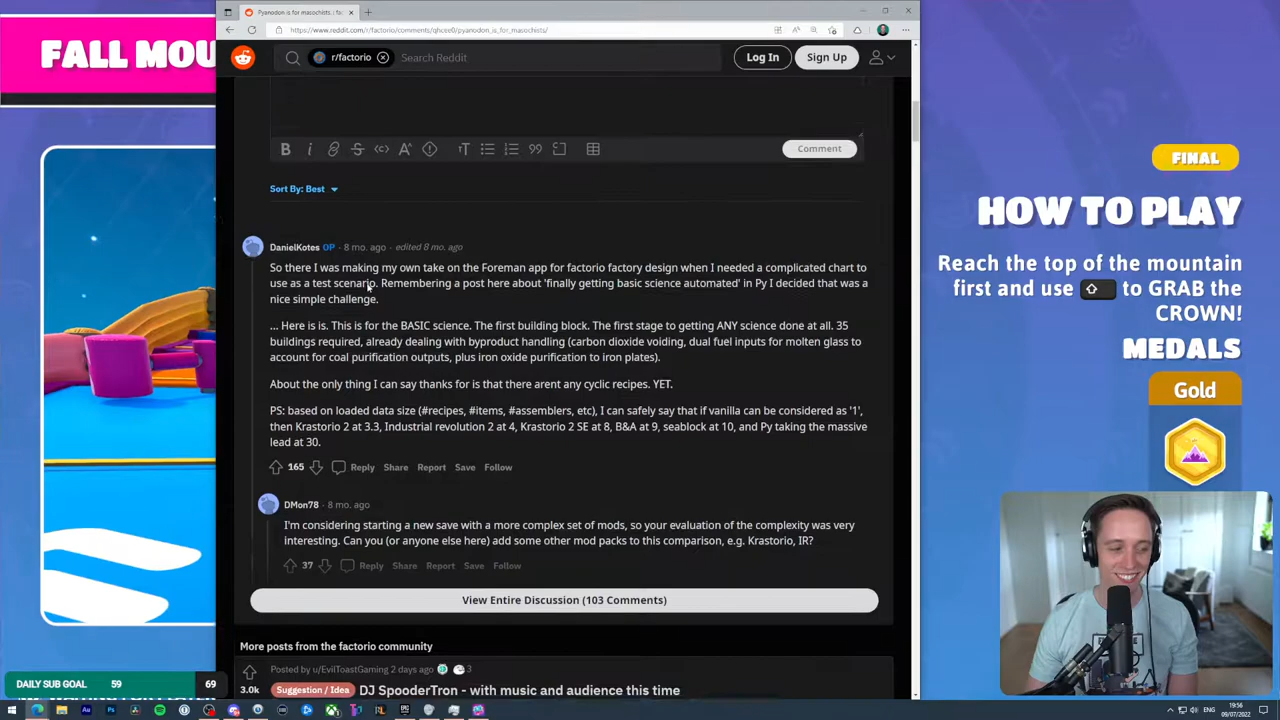 FALL MOU
Pyanodon is for masochists. : fa
https://www.reddit.com/r/factorio/comments/qhcee0/pyanodon_is_for_masochists/
r/factorio
Search Reddit
Log In
Sign Up
Comment
Sort By: Best
DanielKotes OP · 8 mo. ago · edited 8 mo. ago
So there I was making my own take on the Foreman app for factorio factory design when I needed a complicated chart to
use as a test scenario. Remembering a post here about 'finally getting basic science automated' in Py I decided that was a
nice simple challenge.
... Here is is. This is for the BASIC science. The first building block. The first stage to getting ANY science done at all. 35
buildings required, already dealing with byproduct handling (carbon dioxide voiding, dual fuel inputs for molten glass to
account for coal purification outputs, plus iron oxide purification to iron plates).
About the only thing I can say thanks for is that there arent any cyclic recipes. YET.
PS: based on loaded data size (#recipes, #items, #assemblers, etc), I can safely say that if vanilla can be considered as '1',
then Krastorio 2 at 3.3, Industrial revolution 2 at 4, Krastorio 2 SE at 8, B&A at 9, seablock at 10, and Py taking the massive
lead at 30.
165 Reply Share Report Save Follow
DMon78 · 8 mo. ago
I'm considering starting a new save with a more complex set of mods, so your evaluation of the complexity was very
interesting. Can you (or anyone else here) add some other mod packs to this comparison, e.g. Krastorio, IR?
37 Reply Share Report Save Follow
View Entire Discussion (103 Comments)
More posts from the factorio community
Posted by u/EvilToastGaming 2 days ago 3
3.0k Suggestion / Idea DJ SpooderTron - with music and audience this time
FINAL
HOW TO PLAY
Reach the top of the mountain
first and use to GRAB the
CROWN!
MEDALS
Gold
DAILY SUB GOAL 59 69
ENG
19:56
09/07/2022